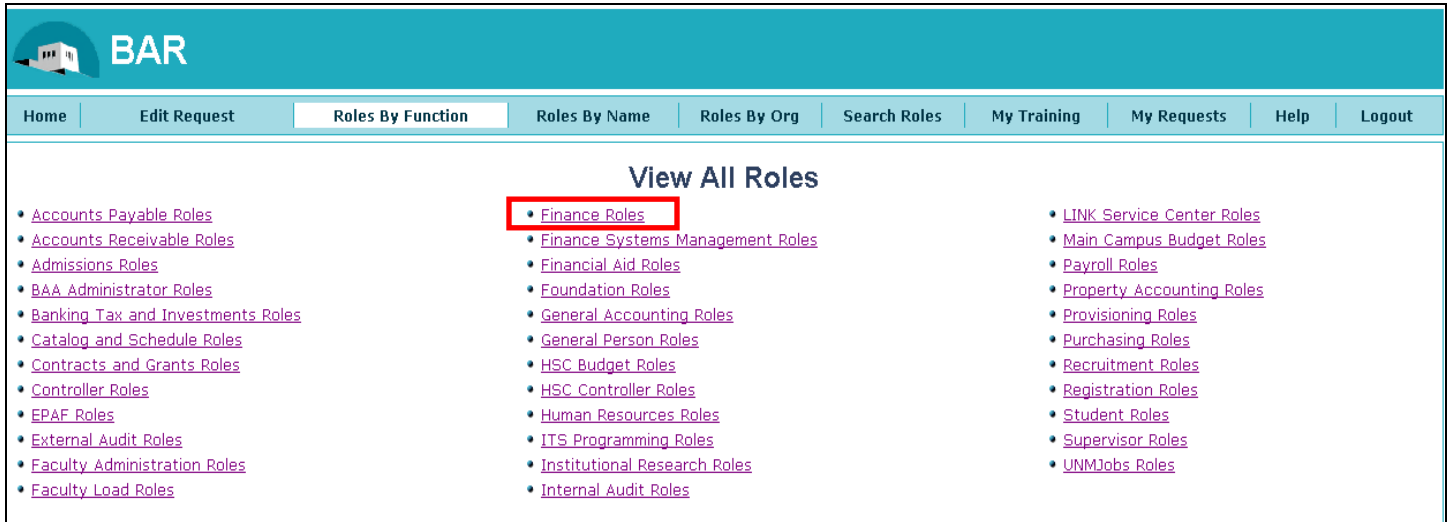 BAR
Home Edit Request Roles By Function Roles By Name Roles By Org Search Roles My Training My Requests Help Logout
View All Roles
Accounts Payable Roles
Accounts Receivable Roles
Admissions Roles
BAA Administrator Roles
Banking Tax and Investments Roles
Catalog and Schedule Roles
Contracts and Grants Roles
Controller Roles
EPAF Roles
External Audit Roles
Faculty Administration Roles
Faculty Load Roles
Finance Roles
Finance Systems Management Roles
Financial Aid Roles
Foundation Roles
General Accounting Roles
General Person Roles
HSC Budget Roles
HSC Controller Roles
Human Resources Roles
ITS Programming Roles
Institutional Research Roles
Internal Audit Roles
LINK Service Center Roles
Main Campus Budget Roles
Payroll Roles
Property Accounting Roles
Provisioning Roles
Purchasing Roles
Recruitment Roles
Registration Roles
Student Roles
Supervisor Roles
UNMJobs Roles